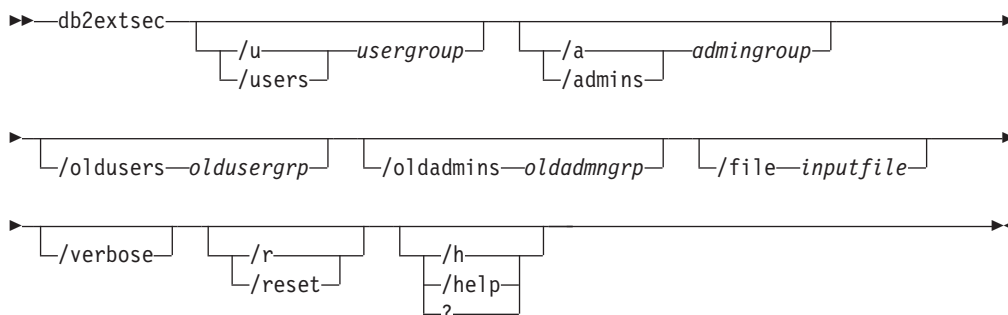 db2extsec /u usergroup /a admingroup
/users /admins
/oldusers oldusergrp /oldadmins oldadmngrp /file inputfile
/verbose /r /h
/reset /help
?